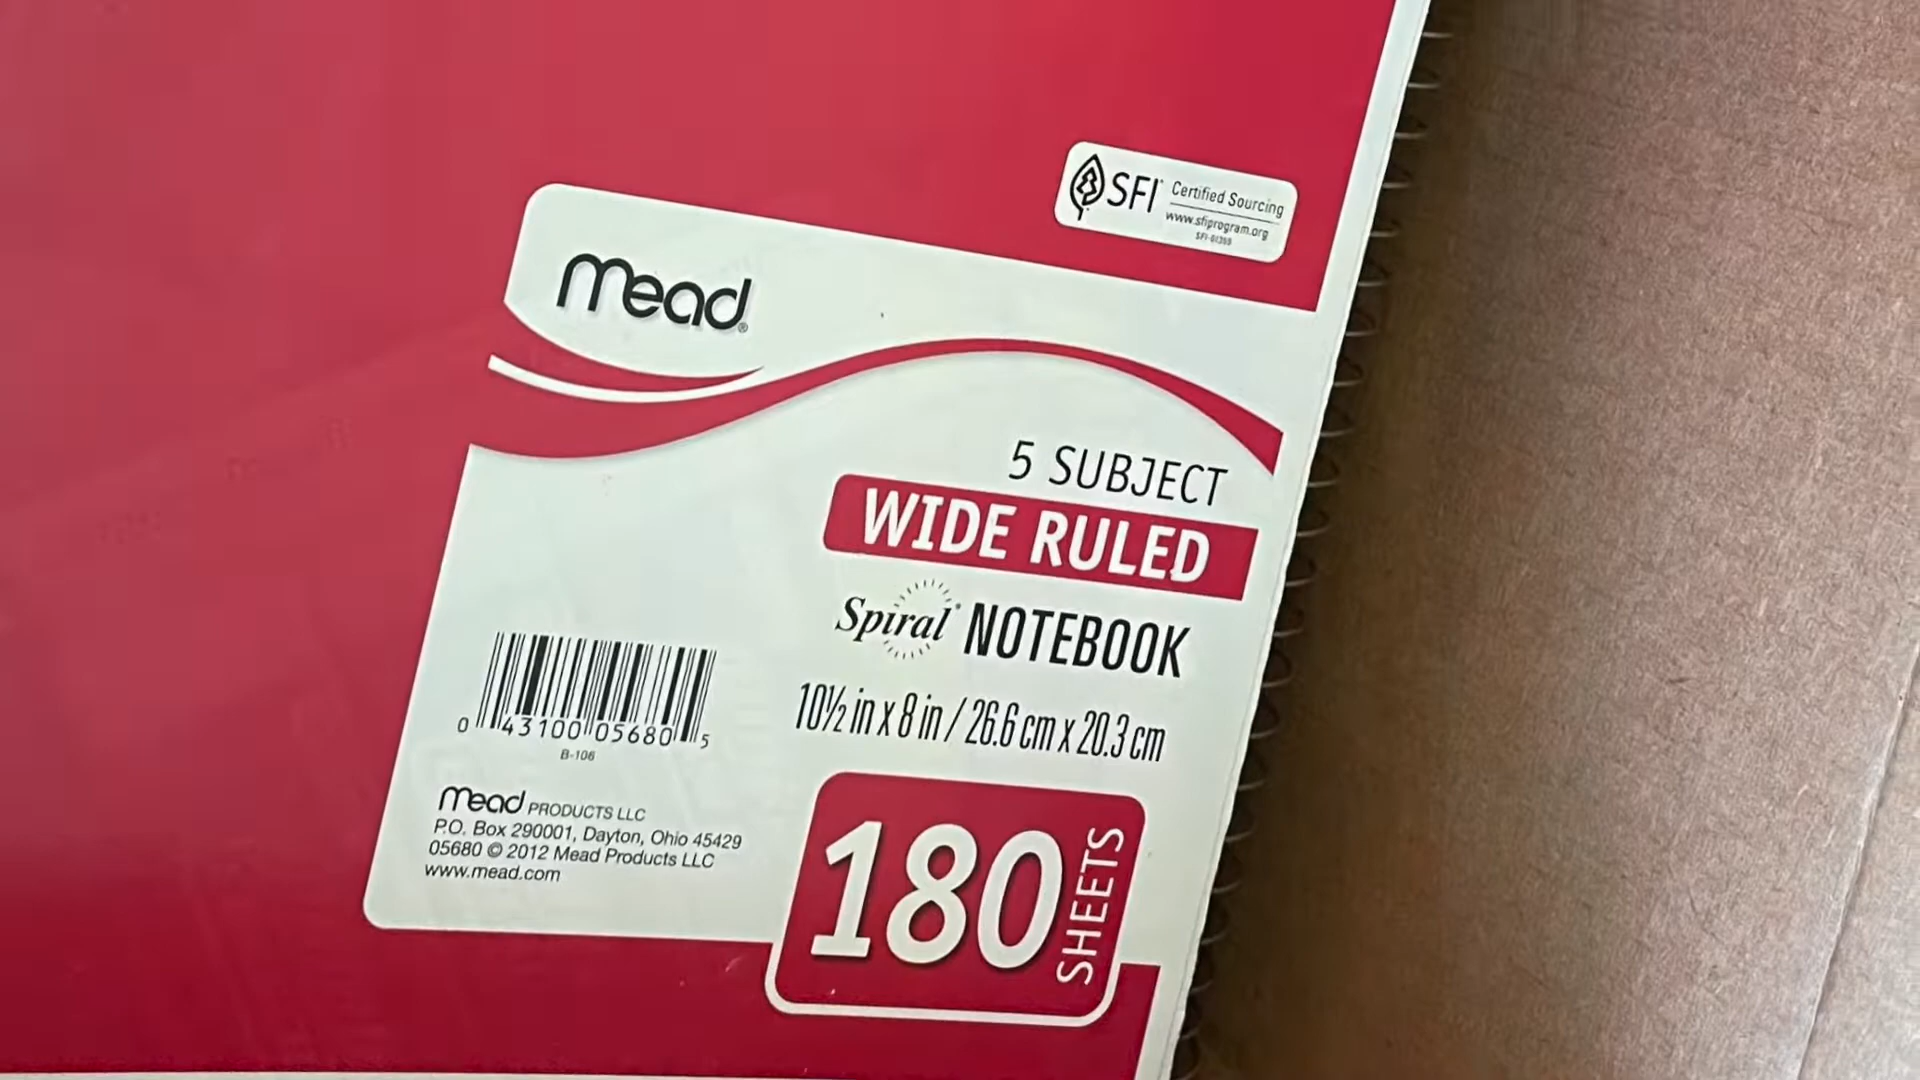 SFI®
Certified Sourcing
www.sfiprogram.org
Mead®
5 SUBJECT
WIDE RULED
Spiral® NOTEBOOK
10½ in x 8 in / 26.6 cm x 20.3 cm
0 43100 05680 5
B-106
Mead PRODUCTS LLC
P.O. Box 290001, Dayton, Ohio 45429
05680 © 2012 Mead Products LLC
www.mead.com
180
SHEETS